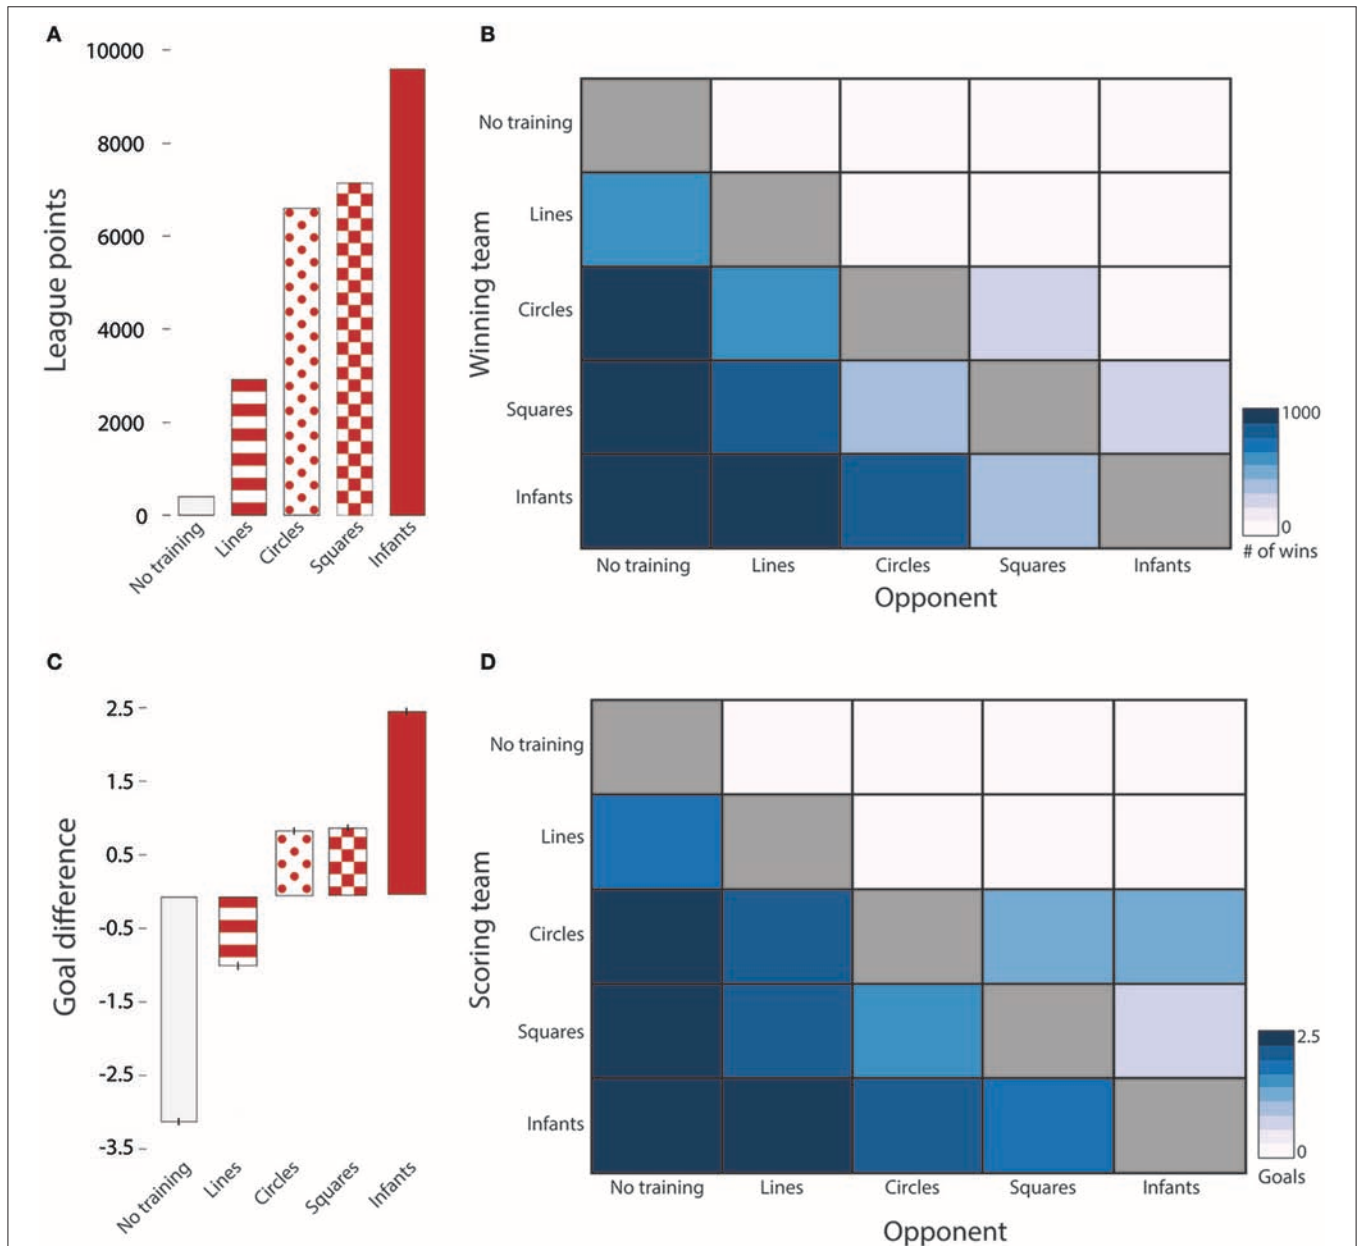 A
10000
8000
6000
4000
2000
0
League points
No training
Lines
Circles
Squares
Infants
B
No training
Lines
Circles
Squares
Infants
Winning team
No training
Lines
Circles
Squares
Infants
Opponent
1000
0
# of wins
C
2.5
1.5
0.5
-0.5
-1.5
-2.5
-3.5
Goal difference
No training
Lines
Circles
Squares
Infants
D
No training
Lines
Circles
Squares
Infants
Scoring team
No training
Lines
Circles
Squares
Infants
Opponent
2.5
0
Goals